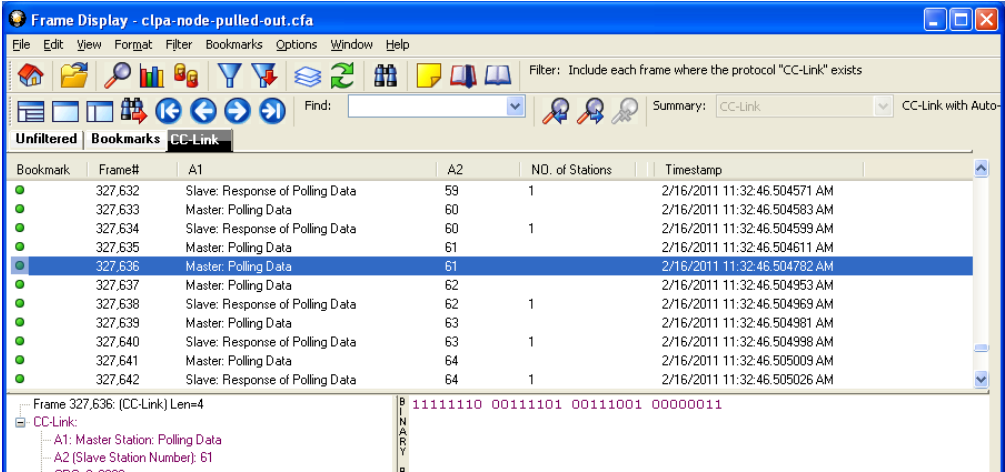 Frame Display - clpa-node-pulled-out.cfa
File Edit View Format Filter Bookmarks Options Window Help
Filter: Include each frame where the protocol "CC-Link" exists
Find: Summary: CC-Link CC-Link with Auto-
Unfiltered Bookmarks CC-Link
Bookmark Frame# A1 A2 NO. of Stations Timestamp
327,632 Slave: Response of Polling Data 59 1 2/16/2011 11:32:46.504571 AM
327,633 Master: Polling Data 60 2/16/2011 11:32:46.504583 AM
327,634 Slave: Response of Polling Data 60 1 2/16/2011 11:32:46.504599 AM
327,635 Master: Polling Data 61 2/16/2011 11:32:46.504611 AM
327,636 Master: Polling Data 61 2/16/2011 11:32:46.504782 AM
327,637 Master: Polling Data 62 2/16/2011 11:32:46.504953 AM
327,638 Slave: Response of Polling Data 62 1 2/16/2011 11:32:46.504969 AM
327,639 Master: Polling Data 63 2/16/2011 11:32:46.504981 AM
327,640 Slave: Response of Polling Data 63 1 2/16/2011 11:32:46.504998 AM
327,641 Master: Polling Data 64 2/16/2011 11:32:46.505009 AM
327,642 Slave: Response of Polling Data 64 1 2/16/2011 11:32:46.505026 AM
Frame 327,636: (CC-Link) Len=4
CC-Link:
A1: Master Station: Polling Data
A2 (Slave Station Number): 61
BINARY
11111110 00111101 00111001 00000011